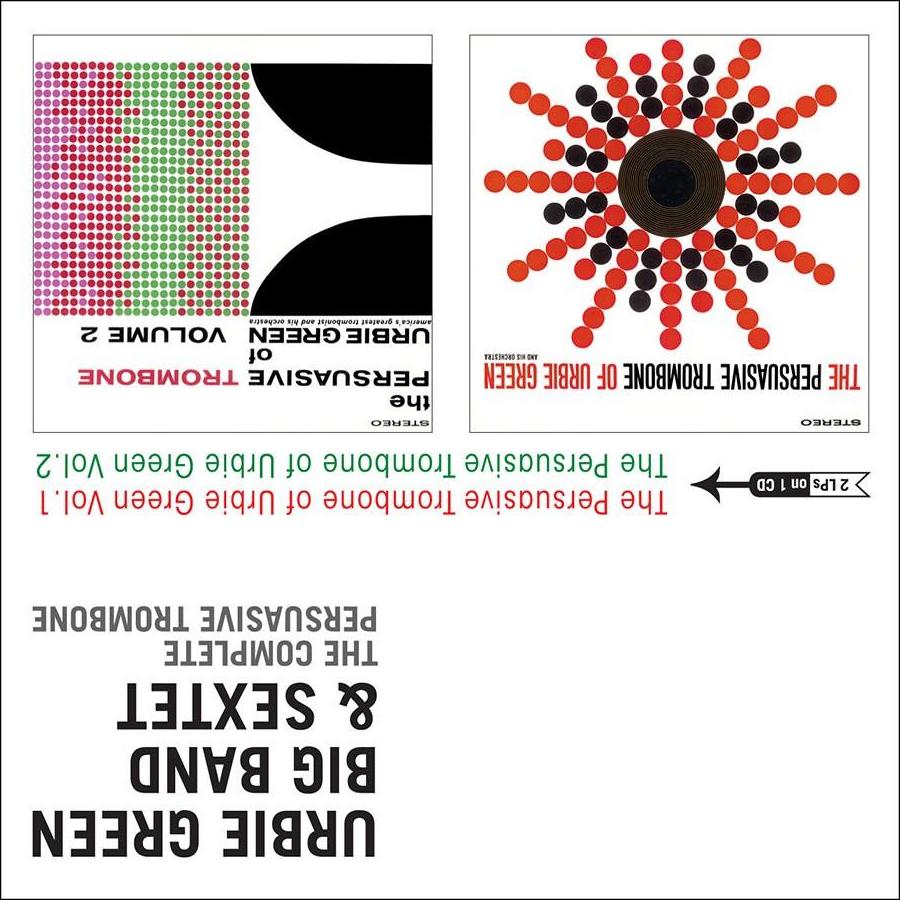 URBIE GREEN
BIG BAND
& SEXTET
THE COMPLETE
PERSUASIVE TROMBONE
The Persuasive Trombone of Urbie Green Vol.1
The Persuasive Trombone of Urbie Green Vol.2
2 LPs on 1 CD
STEREO
THE PERSUASIVE TROMBONE OF URBIE GREEN
AND HIS ORCHESTRA
STEREO
the
PERSUASIVE TROMBONE
of
URBIE GREEN VOLUME 2
america's greatest trombonist and his orchestra